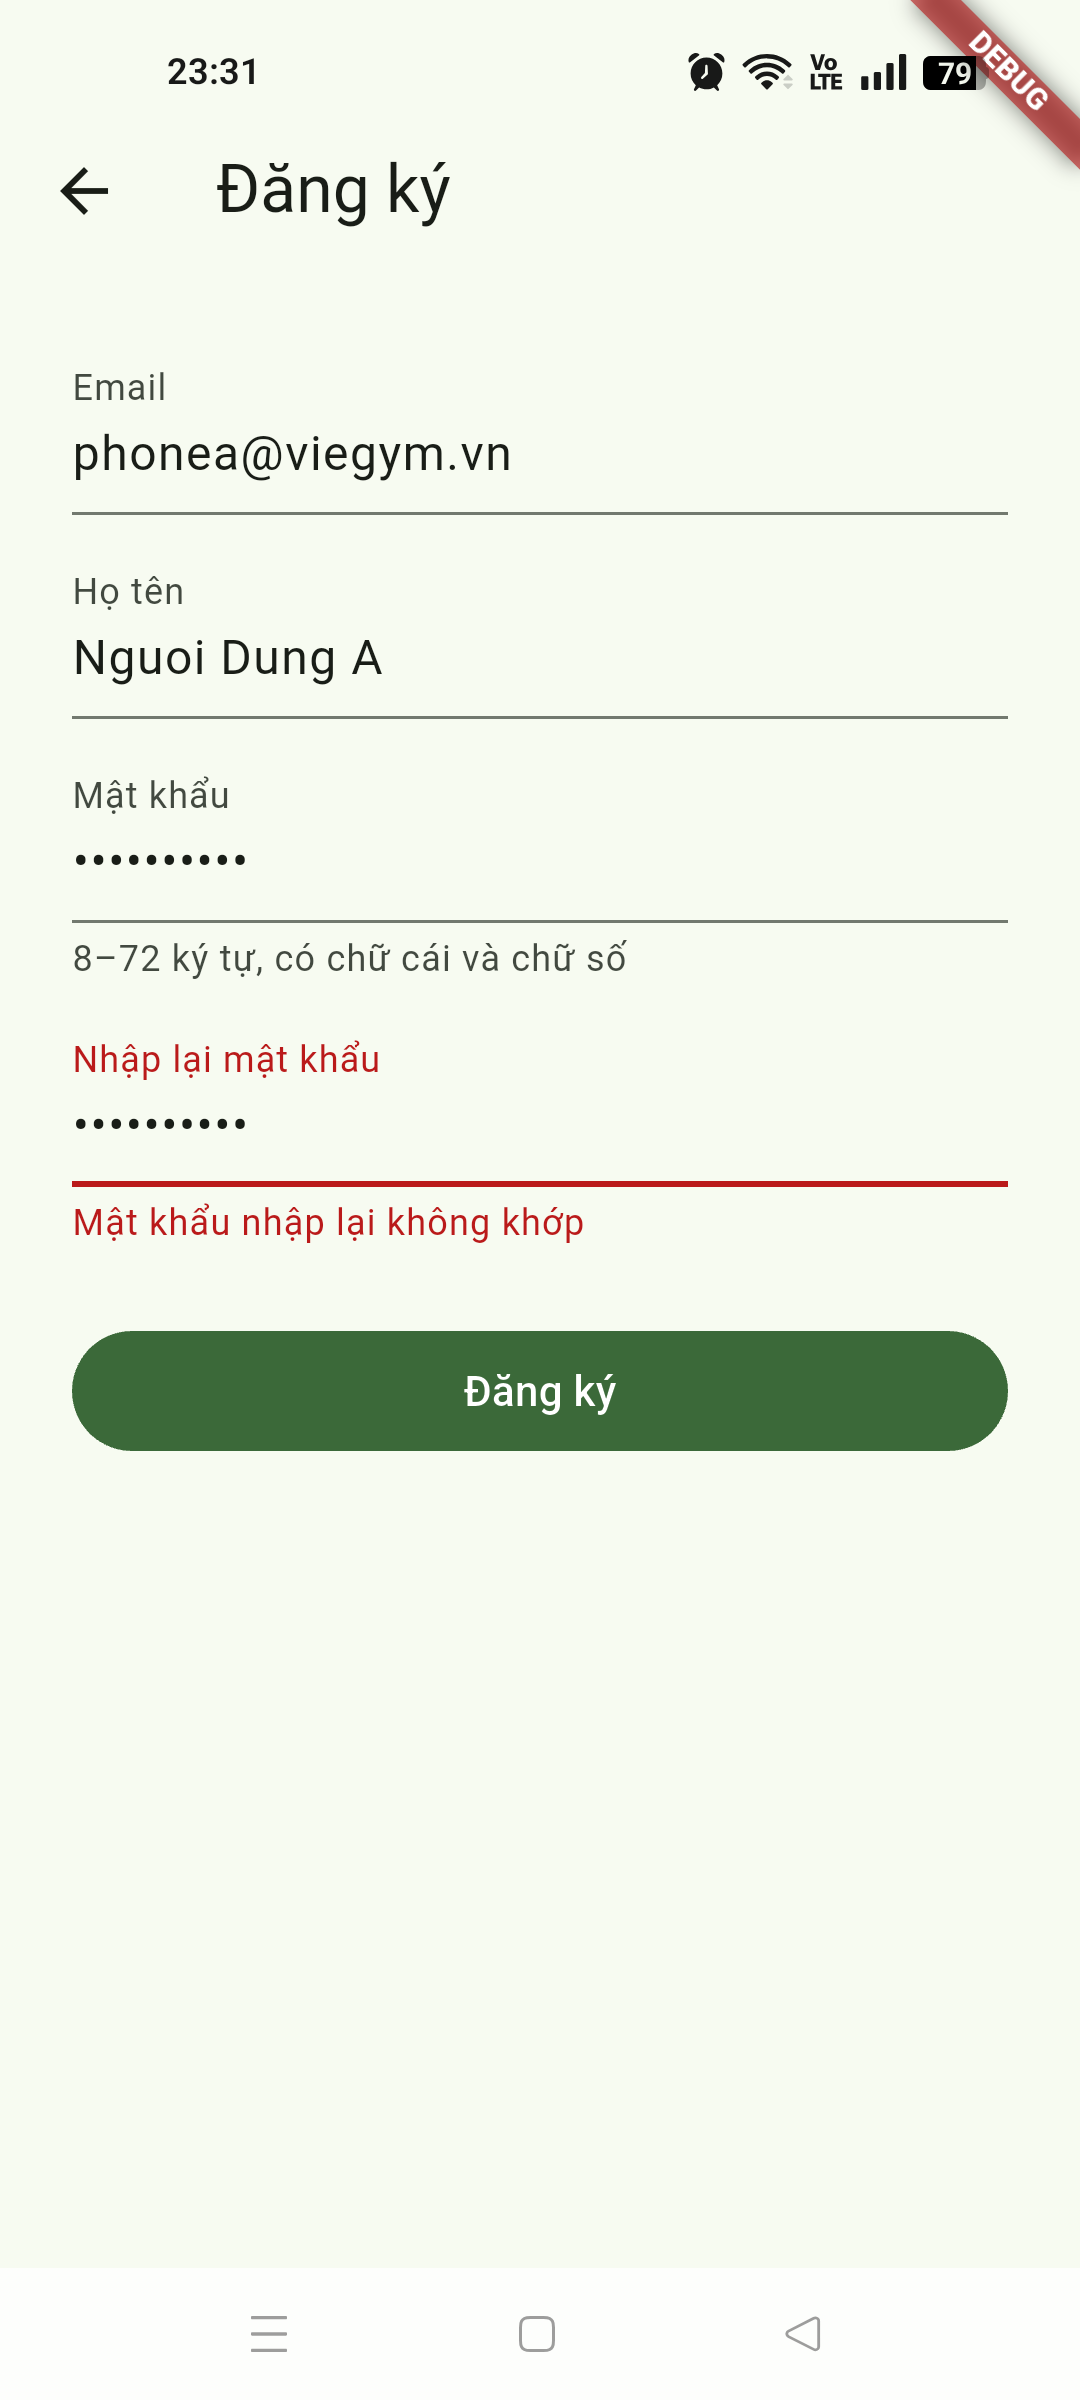 23:31
Vo
LTE
79
DEBUG
Đăng ký
Email
phonea@viegym.vn
Họ tên
Nguoi Dung A
Mật khẩu
••••••••••
8–72 ký tự, có chữ cái và chữ số
Nhập lại mật khẩu
••••••••••
Mật khẩu nhập lại không khớp
Đăng ký